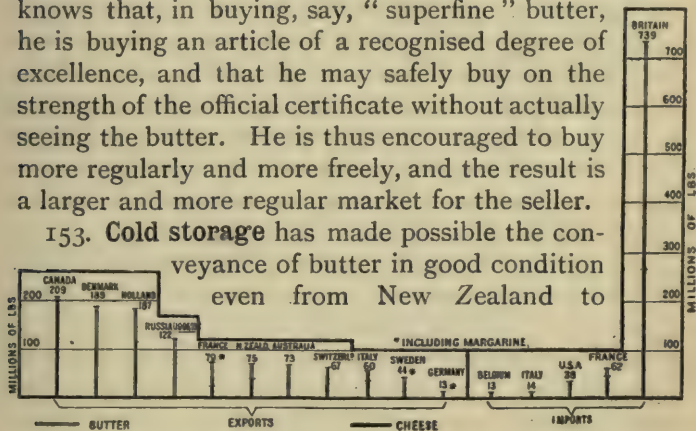 knows that, in buying, say, “ superfine ” butter,
he is buying an article of a recognised degree of
excellence, and that he may safely buy on the
strength of the official certificate without actually
seeing the butter. He is thus encouraged to buy
more regularly and more freely, and the result is
a larger and more regular market for the seller.
153. Cold storage has made possible the con-
veyance of butter in good condition
even from New Zealand to
BRITAIN
739
700
600
500
400
300
200
100
MILLIONS OF LBS
MILLIONS OF LBS
200
100
CANADA
209
DENMARK
HOLLAND
187
RUSSIA
122
FRANCE N ZEALD. AUSTRALIA
79* 75 73
SWITZERLD
67
ITALY
60
SWEDEN
44*
GERMANY
13*
*INCLUDING MARGARINE
BELGIUM
13
ITALY
14
U.S.A
FRANCE
62
BUTTER EXPORTS CHEESE IMPORTS